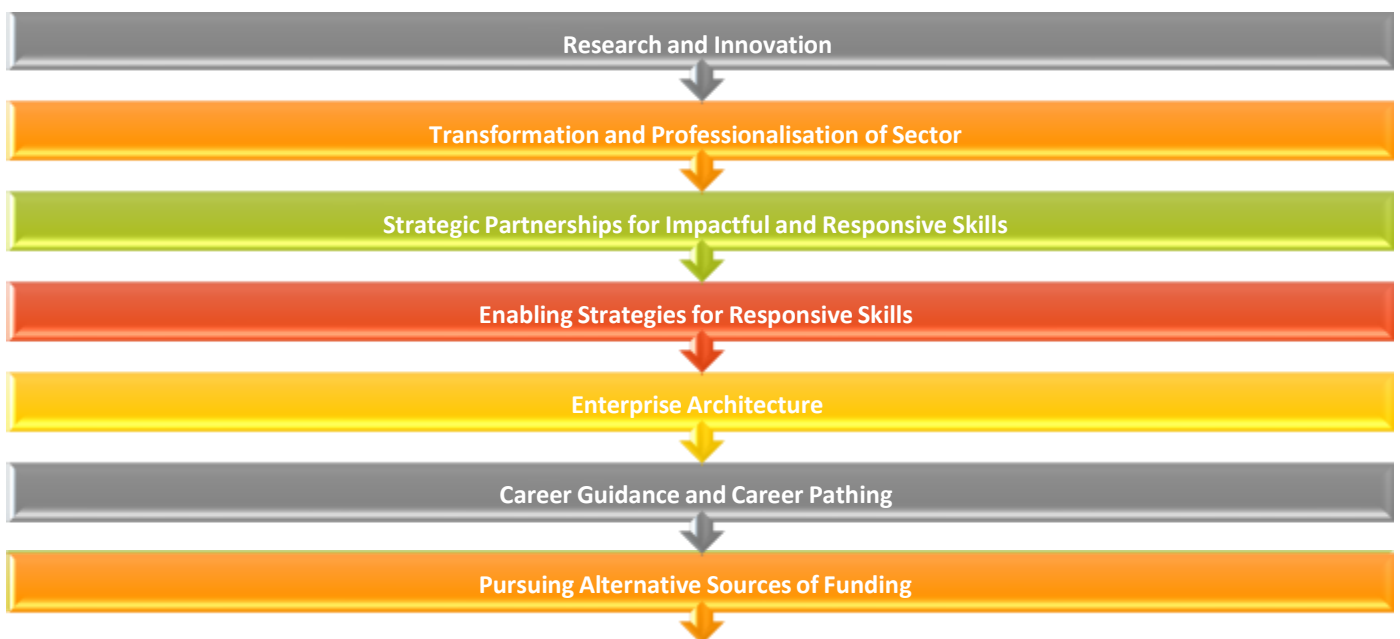 Research and Innovation
Transformation and Professionalisation of Sector
Strategic Partnerships for Impactful and Responsive Skills
Enabling Strategies for Responsive Skills
Enterprise Architecture
Career Guidance and Career Pathing
Pursuing Alternative Sources of Funding